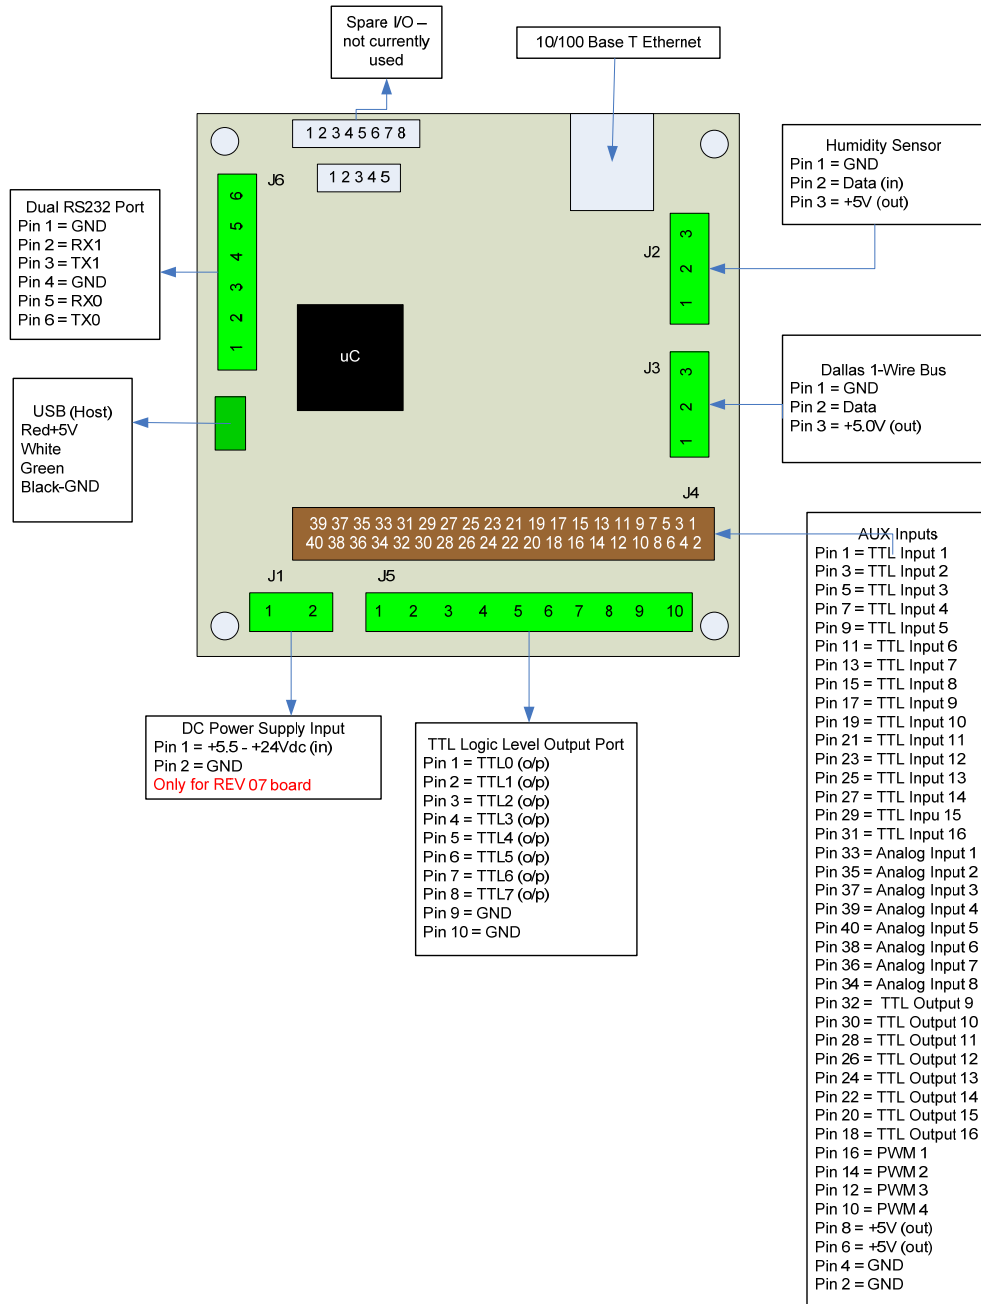 Spare I/O –
not currently
used
10/100 Base T Ethernet
1 2 3 4 5 6 7 8
1 2 3 4 5
J6
6
5
4
3
2
1
Dual RS232 Port
Pin 1 = GND
Pin 2 = RX1
Pin 3 = TX1
Pin 4 = GND
Pin 5 = RX0
Pin 6 = TX0
Humidity Sensor
Pin 1 = GND
Pin 2 = Data (in)
Pin 3 = +5V (out)
J2
3
2
1
uC
J3
3
2
1
Dallas 1-Wire Bus
Pin 1 = GND
Pin 2 = Data
Pin 3 = +5.0V (out)
USB (Host)
Red+5V
White
Green
Black-GND
J4
39 37 35 33 31 29 27 25 23 21 19 17 15 13 11 9 7 5 3 1
40 38 36 34 32 30 28 26 24 22 20 18 16 14 12 10 8 6 4 2
J1
1 2
J5
1 2 3 4 5 6 7 8 9 10
DC Power Supply Input
Pin 1 = +5.5 - +24Vdc (in)
Pin 2 = GND
Only for REV 07 board
TTL Logic Level Output Port
Pin 1 = TTL0 (o/p)
Pin 2 = TTL1 (o/p)
Pin 3 = TTL2 (o/p)
Pin 4 = TTL3 (o/p)
Pin 5 = TTL4 (o/p)
Pin 6 = TTL5 (o/p)
Pin 7 = TTL6 (o/p)
Pin 8 = TTL7 (o/p)
Pin 9 = GND
Pin 10 = GND
AUX Inputs
Pin 1 = TTL Input 1
Pin 3 = TTL Input 2
Pin 5 = TTL Input 3
Pin 7 = TTL Input 4
Pin 9 = TTL Input 5
Pin 11 = TTL Input 6
Pin 13 = TTL Input 7
Pin 15 = TTL Input 8
Pin 17 = TTL Input 9
Pin 19 = TTL Input 10
Pin 21 = TTL Input 11
Pin 23 = TTL Input 12
Pin 25 = TTL Input 13
Pin 27 = TTL Input 14
Pin 29 = TTL Inpu 15
Pin 31 = TTL Input 16
Pin 33 = Analog Input 1
Pin 35 = Analog Input 2
Pin 37 = Analog Input 3
Pin 39 = Analog Input 4
Pin 40 = Analog Input 5
Pin 38 = Analog Input 6
Pin 36 = Analog Input 7
Pin 34 = Analog Input 8
Pin 32 = TTL Output 9
Pin 30 = TTL Output 10
Pin 28 = TTL Output 11
Pin 26 = TTL Output 12
Pin 24 = TTL Output 13
Pin 22 = TTL Output 14
Pin 20 = TTL Output 15
Pin 18 = TTL Output 16
Pin 16 = PWM 1
Pin 14 = PWM 2
Pin 12 = PWM 3
Pin 10 = PWM 4
Pin 8 = +5V (out)
Pin 6 = +5V (out)
Pin 4 = GND
Pin 2 = GND